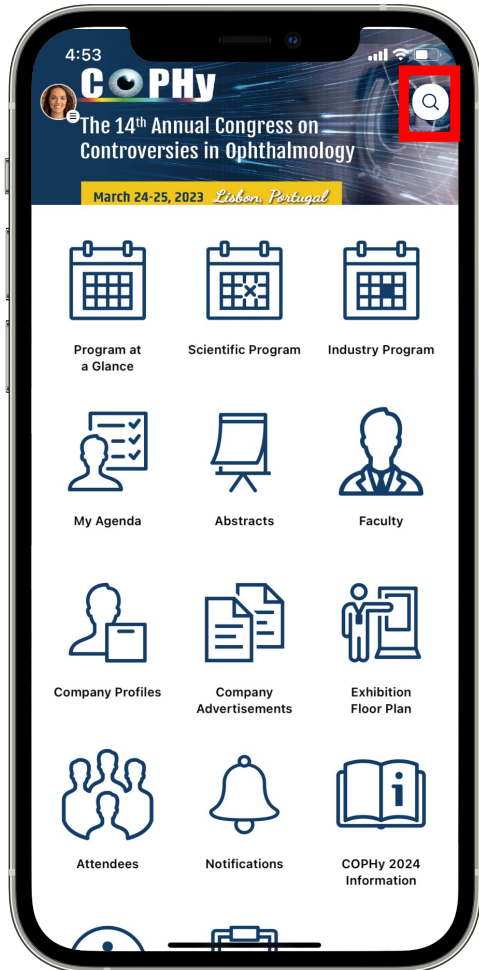 4:53
COPHy
The 14th Annual Congress on
Controversies in Ophthalmology
March 24-25, 2023 Lisbon, Portugal
Program at
a Glance
Scientific Program
Industry Program
My Agenda
Abstracts
Faculty
Company Profiles
Company
Advertisements
Exhibition
Floor Plan
i
Attendees
Notifications
COPHy 2024
Information